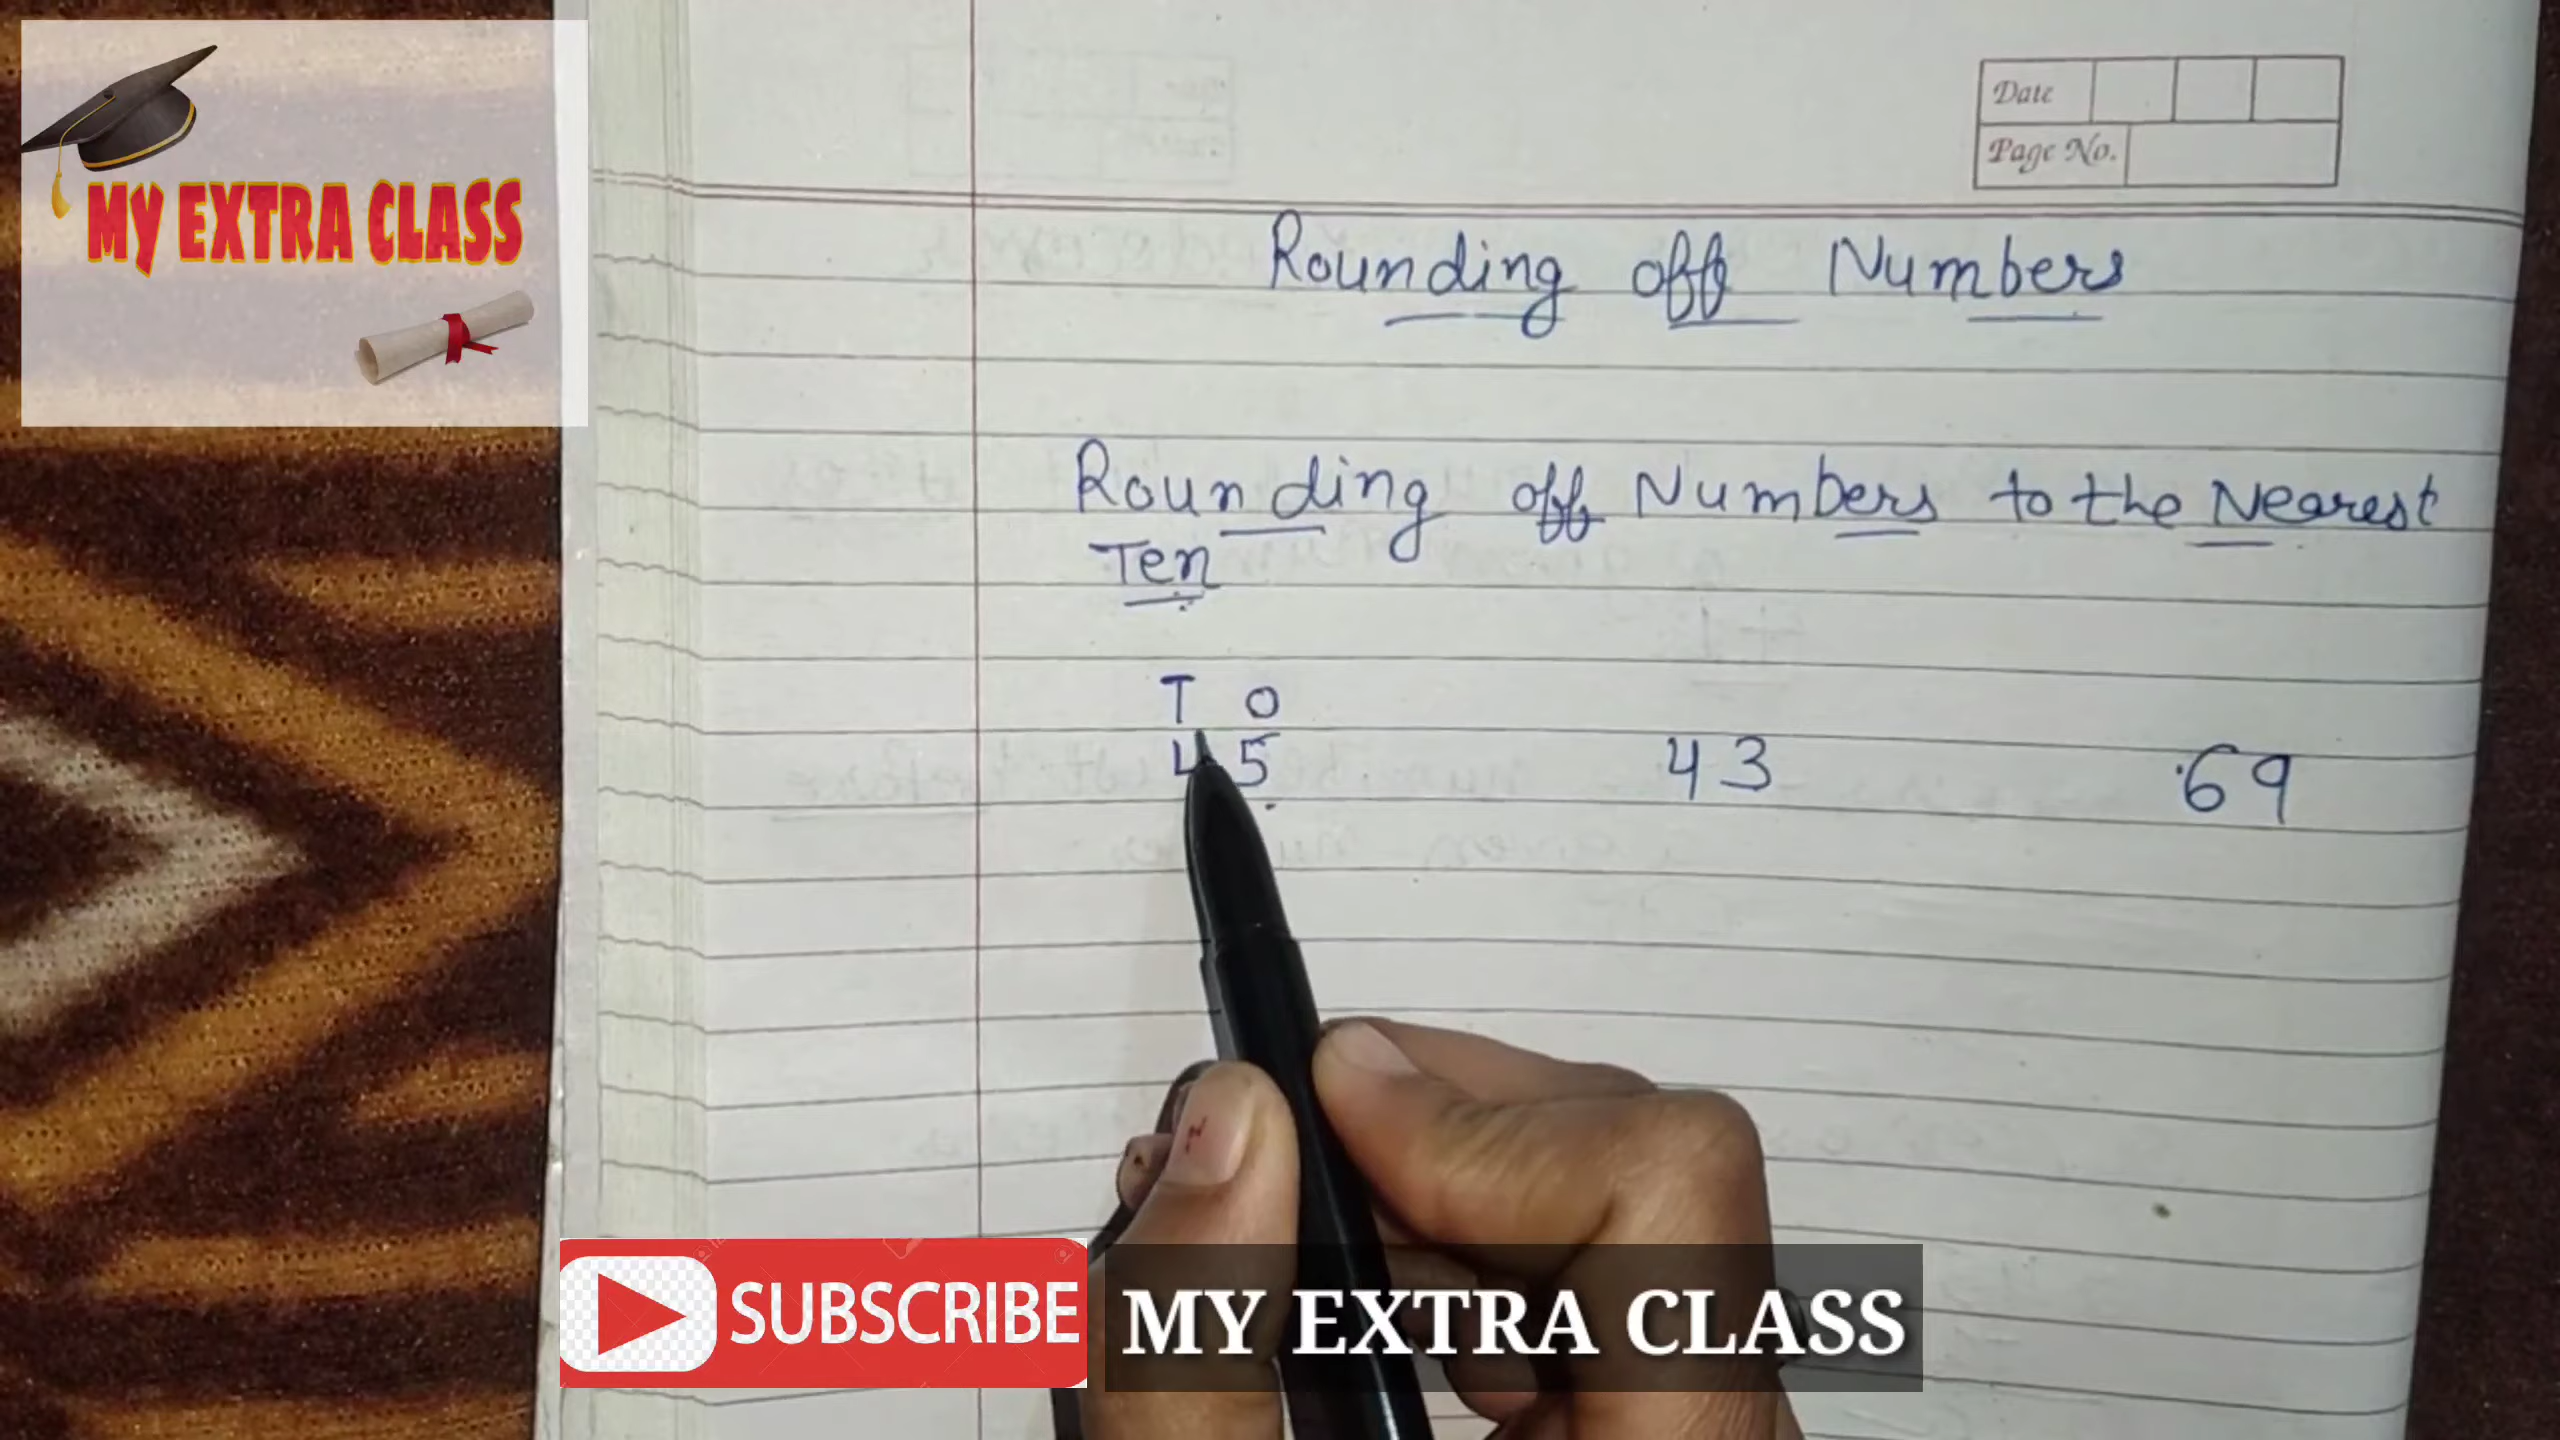 MY EXTRA CLASS
Date
Page No.
Rounding off Numbers
Rounding off Numbers to the Nearest
Ten
T O
45 43 69
SUBSCRIBE
MY EXTRA CLASS